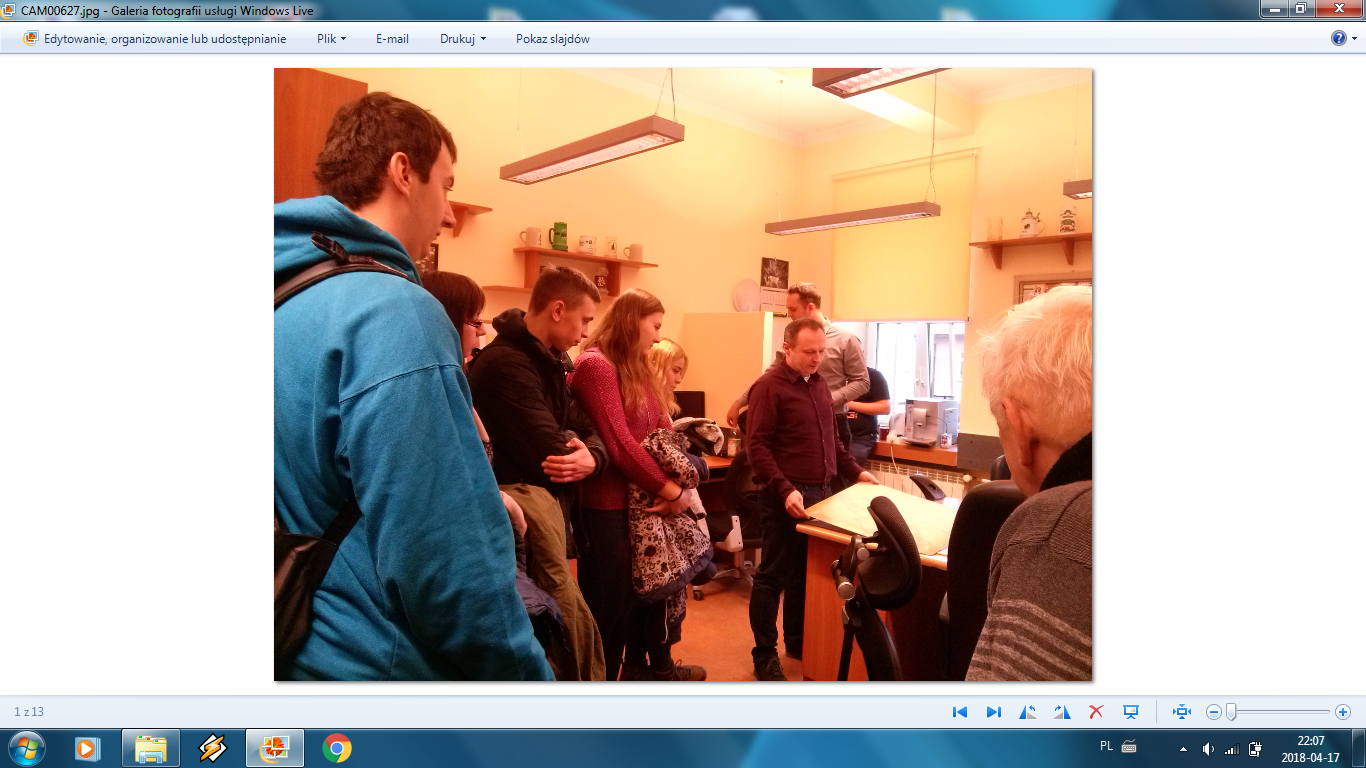 CAM00627.jpg - Galeria fotografii usługi Windows Live
Edytowanie, organizowanie lub udostępnianie Plik E-mail Drukuj Pokaz slajdów
1 z 13
PL
22:07
2018-04-17